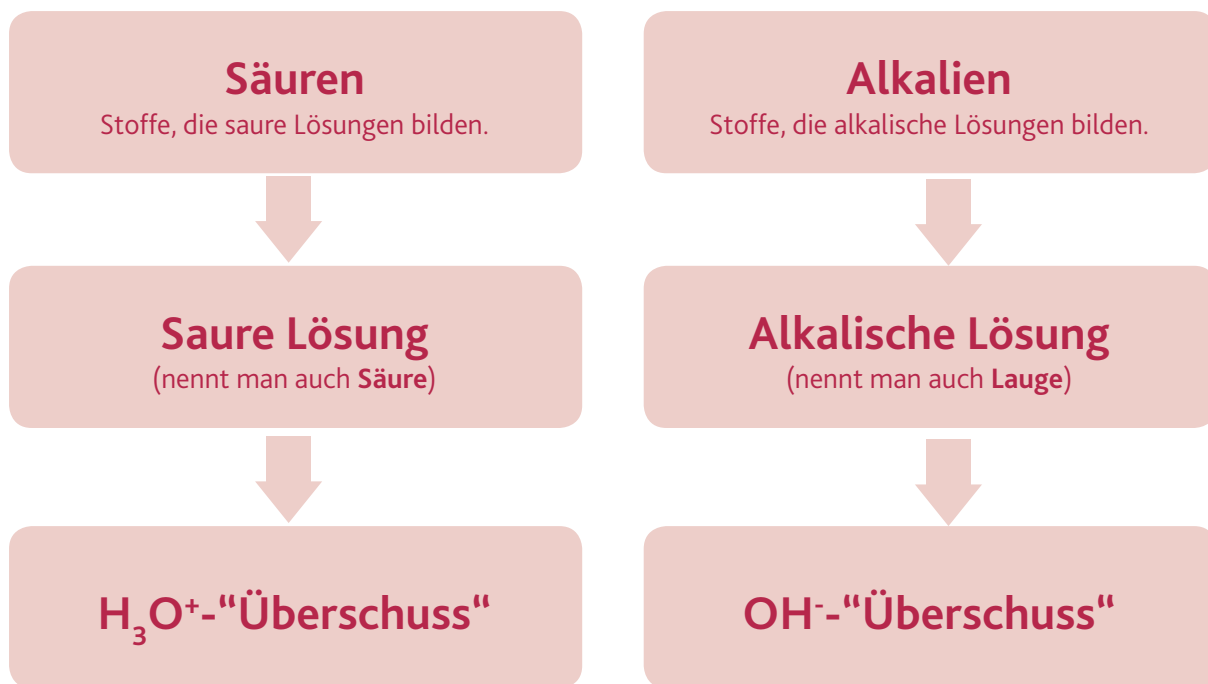 Säuren
Stoffe, die saure Lösungen bilden.
Saure Lösung
(nennt man auch Säure)
H₃O⁺-“Überschuss“
Alkalien
Stoffe, die alkalische Lösungen bilden.
Alkalische Lösung
(nennt man auch Lauge)
OH⁻-“Überschuss“